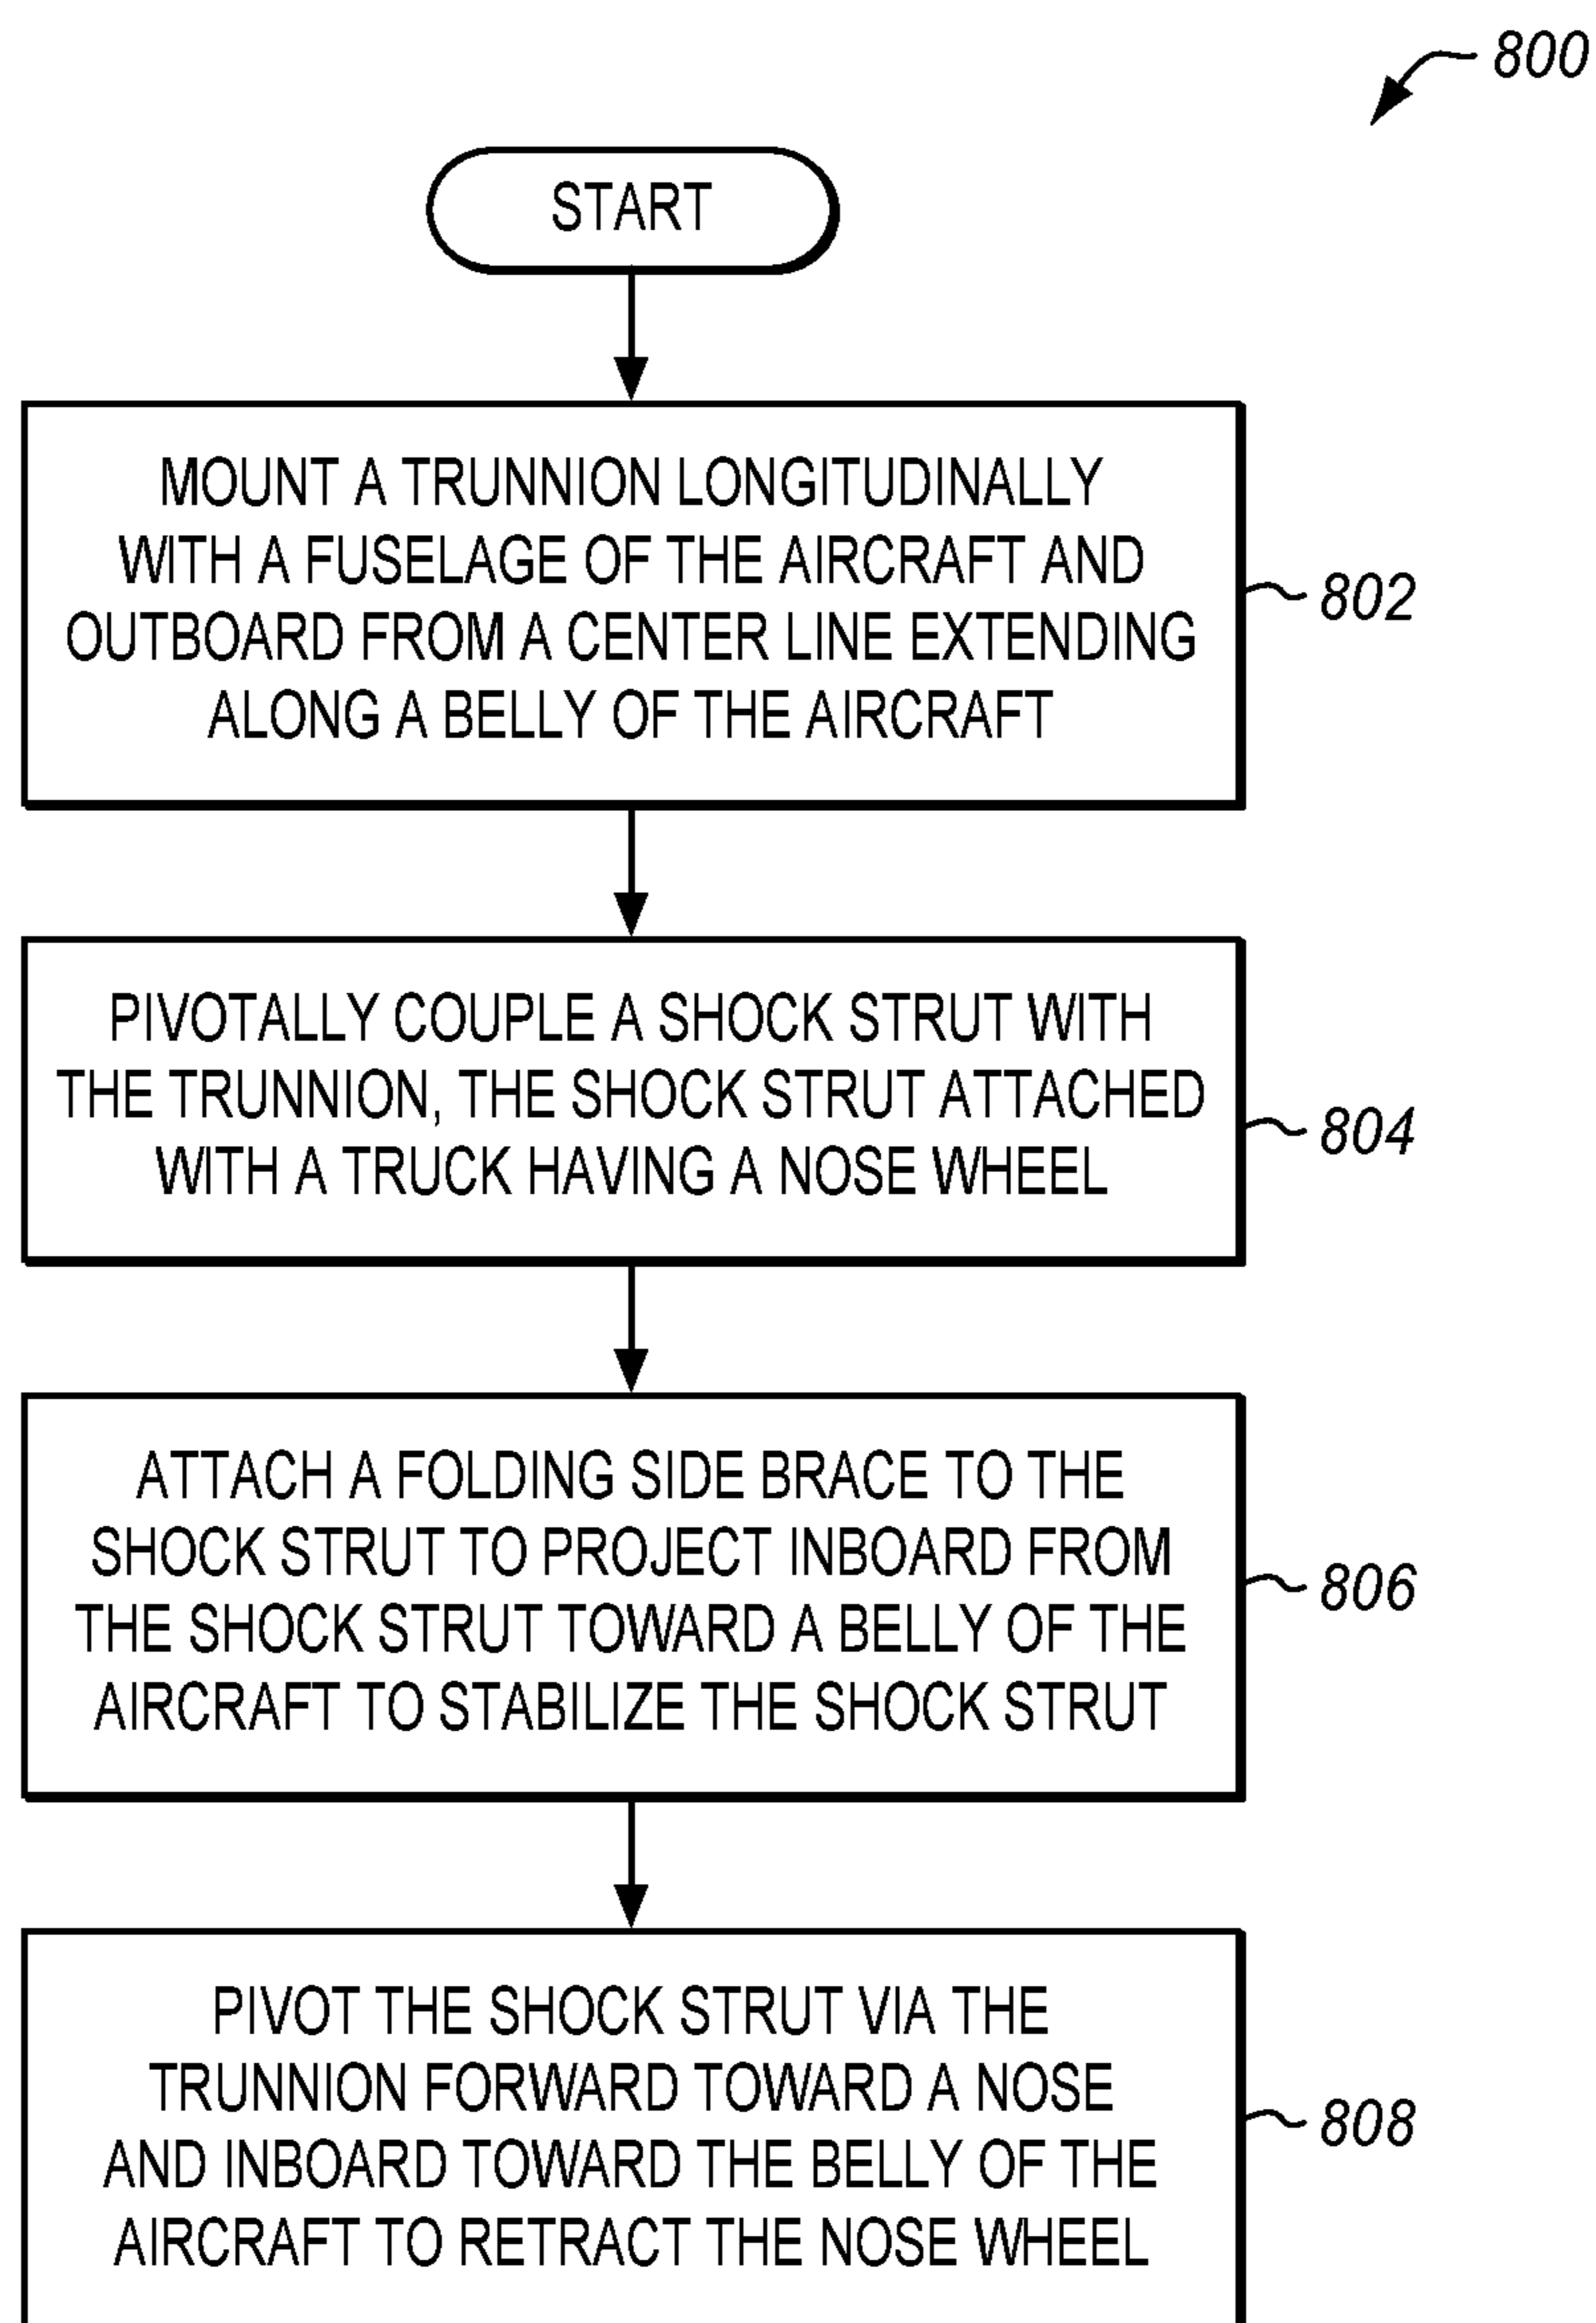 800
START
MOUNT A TRUNNION LONGITUDINALLY
WITH A FUSELAGE OF THE AIRCRAFT AND
OUTBOARD FROM A CENTER LINE EXTENDING
ALONG A BELLY OF THE AIRCRAFT
802
PIVOTALLY COUPLE A SHOCK STRUT WITH
THE TRUNNION, THE SHOCK STRUT ATTACHED
WITH A TRUCK HAVING A NOSE WHEEL
804
ATTACH A FOLDING SIDE BRACE TO THE
SHOCK STRUT TO PROJECT INBOARD FROM
THE SHOCK STRUT TOWARD A BELLY OF THE
AIRCRAFT TO STABILIZE THE SHOCK STRUT
806
PIVOT THE SHOCK STRUT VIA THE
TRUNNION FORWARD TOWARD A NOSE
AND INBOARD TOWARD THE BELLY OF THE
AIRCRAFT TO RETRACT THE NOSE WHEEL
808